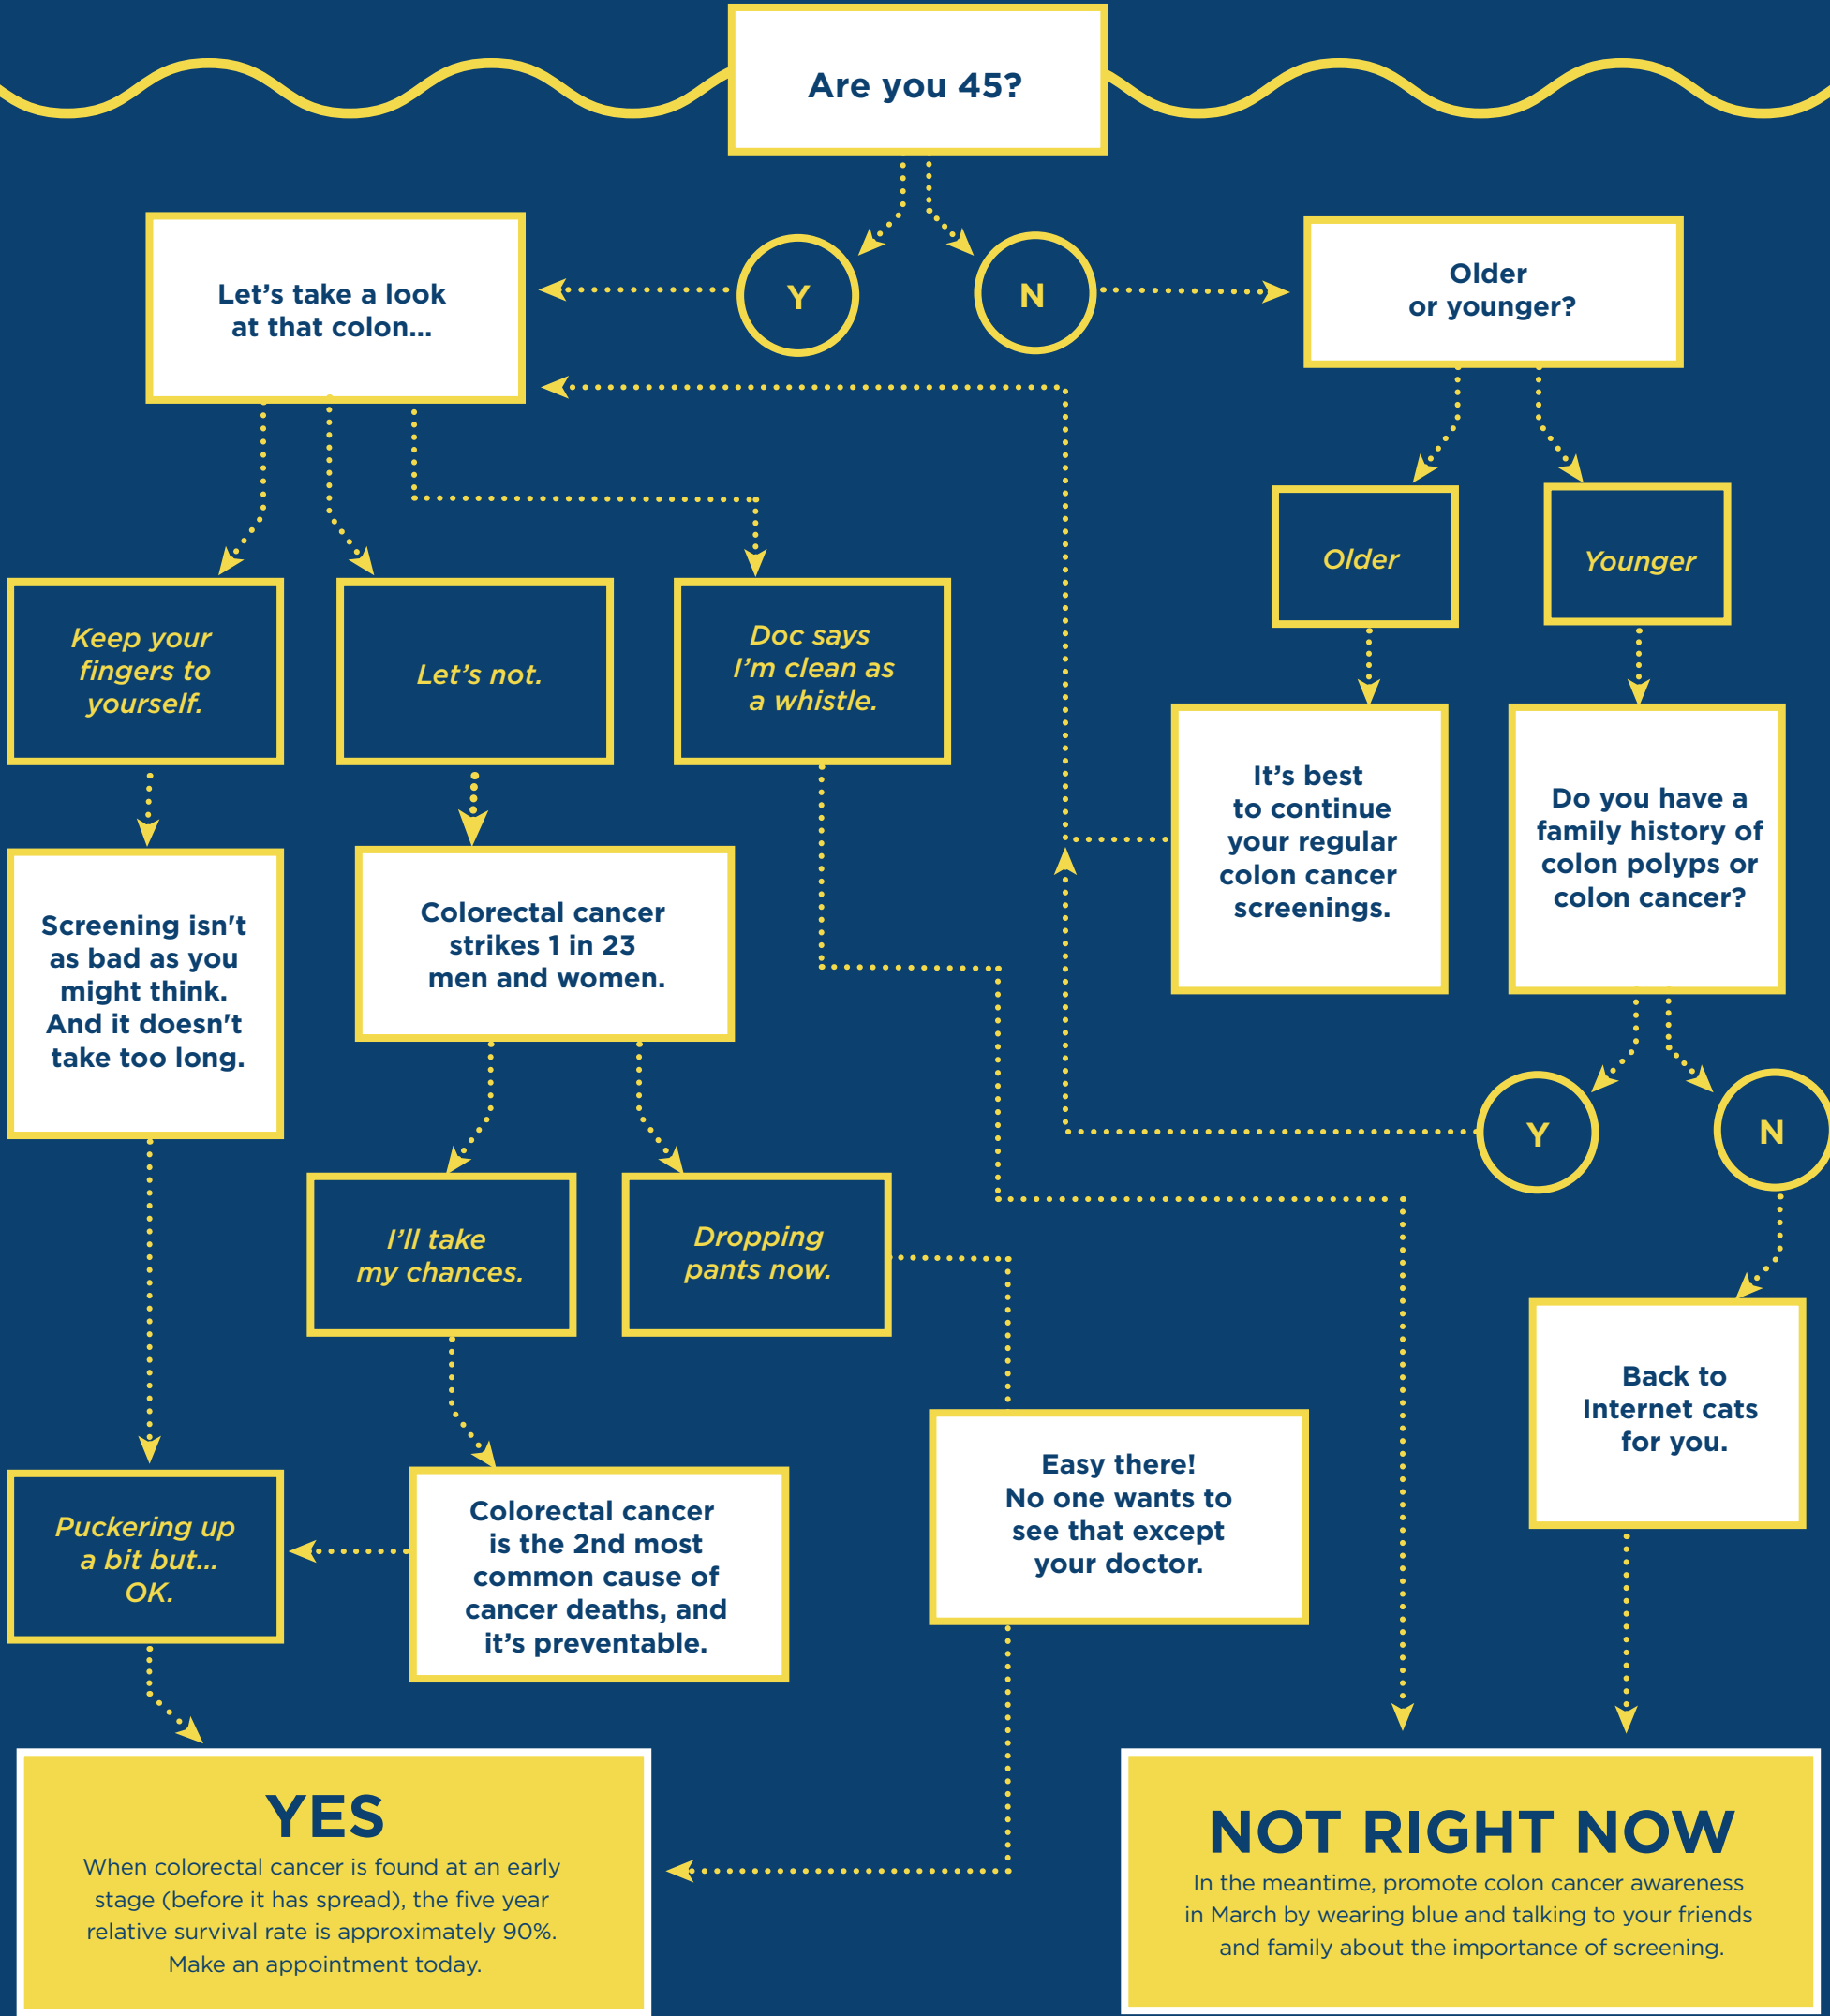 Are you 45?
Y
N
Let’s take a look
at that colon...
Older
or younger?
Older
Younger
Keep your
fingers to
yourself.
Let’s not.
Doc says
I’m clean as
a whistle.
It’s best
to continue
your regular
colon cancer
screenings.
Do you have a
family history of
colon polyps or
colon cancer?
Screening isn't
as bad as you
might think.
And it doesn't
take too long.
Colorectal cancer
strikes 1 in 23
men and women.
Y
N
I’ll take
my chances.
Dropping
pants now.
Back to
Internet cats
for you.
Easy there!
No one wants to
see that except
your doctor.
Puckering up
a bit but...
OK.
Colorectal cancer
is the 2nd most
common cause of
cancer deaths, and
it’s preventable.
YES
When colorectal cancer is found at an early
stage (before it has spread), the five year
relative survival rate is approximately 90%.
Make an appointment today.
NOT RIGHT NOW
In the meantime, promote colon cancer awareness
in March by wearing blue and talking to your friends
and family about the importance of screening.